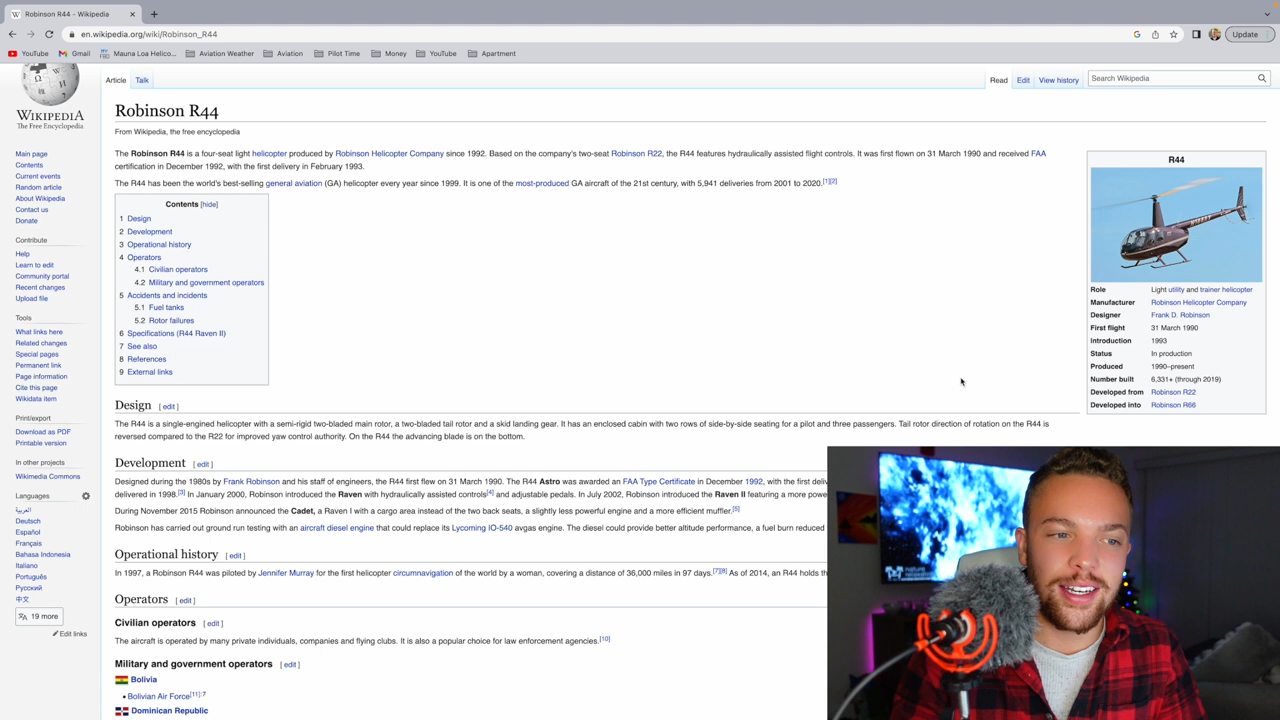 Robinson R44 - Wikipedia
en.wikipedia.org/wiki/Robinson_R44
Update
YouTube
Gmail
Mauna Loa Helico...
Aviation Weather
Aviation
Pilot Time
Money
YouTube
Apartment
WIKIPEDIA
The Free Encyclopedia
Main page
Contents
Current events
Random article
About Wikipedia
Contact us
Donate
Contribute
Help
Learn to edit
Community portal
Recent changes
Upload file
Tools
What links here
Related changes
Special pages
Permanent link
Page information
Cite this page
Wikidata item
Print/export
Download as PDF
Printable version
In other projects
Wikimedia Commons
Languages
العربية
Deutsch
Español
Français
Bahasa Indonesia
Italiano
Português
Русский
中文
19 more
Edit links
Article Talk
Read Edit View history Search Wikipedia
Robinson R44
From Wikipedia, the free encyclopedia
The Robinson R44 is a four-seat light helicopter produced by Robinson Helicopter Company since 1992. Based on the company's two-seat Robinson R22, the R44 features hydraulically assisted flight controls. It was first flown on 31 March 1990 and received FAA
certification in December 1992, with the first delivery in February 1993.
The R44 has been the world's best-selling general aviation (GA) helicopter every year since 1999. It is one of the most-produced GA aircraft of the 21st century, with 5,941 deliveries from 2001 to 2020.[1][2]
Contents [hide]
1 Design
2 Development
3 Operational history
4 Operators
4.1 Civilian operators
4.2 Military and government operators
5 Accidents and incidents
5.1 Fuel tanks
5.2 Rotor failures
6 Specifications (R44 Raven II)
7 See also
8 References
9 External links
R44
Role Light utility and trainer helicopter
Manufacturer Robinson Helicopter Company
Designer Frank D. Robinson
First flight 31 March 1990
Introduction 1993
Status In production
Produced 1990–present
Number built 6,331+ (through 2019)
Developed from Robinson R22
Developed into Robinson R66
Design [ edit ]
The R44 is a single-engined helicopter with a semi-rigid two-bladed main rotor, a two-bladed tail rotor and a skid landing gear. It has an enclosed cabin with two rows of side-by-side seating for a pilot and three passengers. Tail rotor direction of rotation on the R44 is
reversed compared to the R22 for improved yaw control authority. On the R44 the advancing blade is on the bottom.
Development [ edit ]
Designed during the 1980s by Frank Robinson and his staff of engineers, the R44 first flew on 31 March 1990. The R44 Astro was awarded an FAA Type Certificate in December 1992, with the first deliv
delivered in 1998.[3] In January 2000, Robinson introduced the Raven with hydraulically assisted controls[4] and adjustable pedals. In July 2002, Robinson introduced the Raven II featuring a more powe
During November 2015 Robinson announced the Cadet, a Raven I with a cargo area instead of the two back seats, a slightly less powerful engine and a more efficient muffler.[5]
Robinson has carried out ground run testing with an aircraft diesel engine that could replace its Lycoming IO-540 avgas engine. The diesel could provide better altitude performance, a fuel burn reduced
Operational history [ edit ]
In 1997, a Robinson R44 was piloted by Jennifer Murray for the first helicopter circumnavigation of the world by a woman, covering a distance of 36,000 miles in 97 days.[7][8] As of 2014, an R44 holds th
Operators [ edit ]
Civilian operators [ edit ]
The aircraft is operated by many private individuals, companies and flying clubs. It is also a popular choice for law enforcement agencies.[10]
Military and government operators [ edit ]
Bolivia
• Bolivian Air Force[11]:7
Dominican Republic